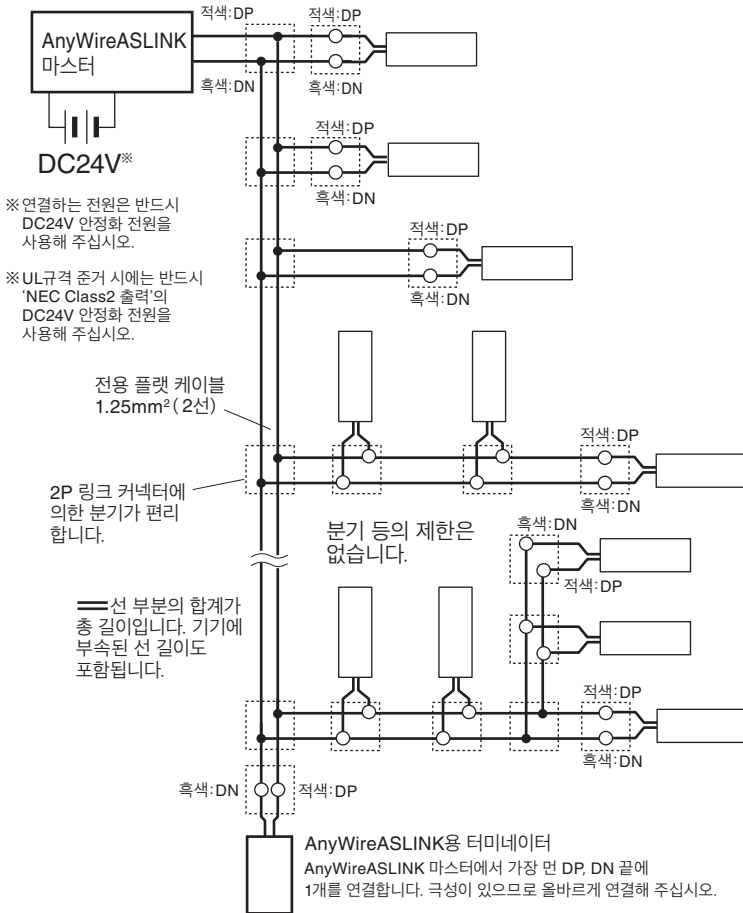 적색:DP
적색:DP
AnyWireASLINK
마스터
흑색:DN
흑색:DN
DC24V※
적색:DP
흑색:DN
※연결하는 전원은 반드시
DC24V 안정화 전원을
사용해 주십시오.
적색:DP
흑색:DN
※UL규격 준거 시에는 반드시
‘NEC Class2 출력’의
DC24V 안정화 전원을
사용해 주십시오.
전용 플랫 케이블
1.25mm² ( 2선)
적색:DP
흑색:DN
2P 링크 커넥터에
의한 분기가 편리
합니다.
분기 등의 제한은
없습니다.
흑색:DN
적색:DP
선 부분의 합계가
총 길이입니다. 기기에
부속된 선 길이도
포함됩니다.
적색:DP
흑색:DN
흑색:DN
적색:DP
AnyWireASLINK용 터미네이터
AnyWireASLINK 마스터에서 가장 먼 DP, DN 끝에
1개를 연결합니다. 극성이 있으므로 올바르게 연결해 주십시오.